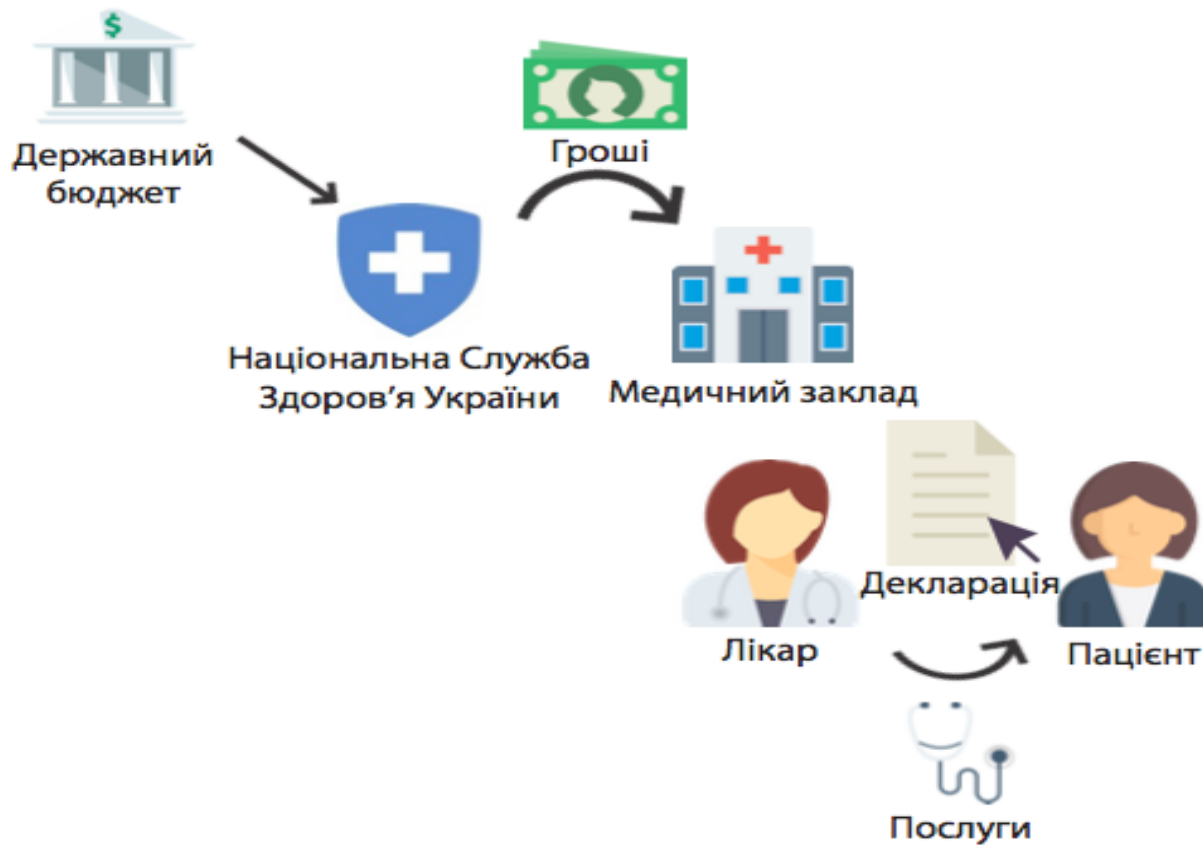 $
Державний
бюджет
Гроші
Національна Служба
Здоров’я України
Медичний заклад
Декларація
Лікар
Пацієнт
Послуги